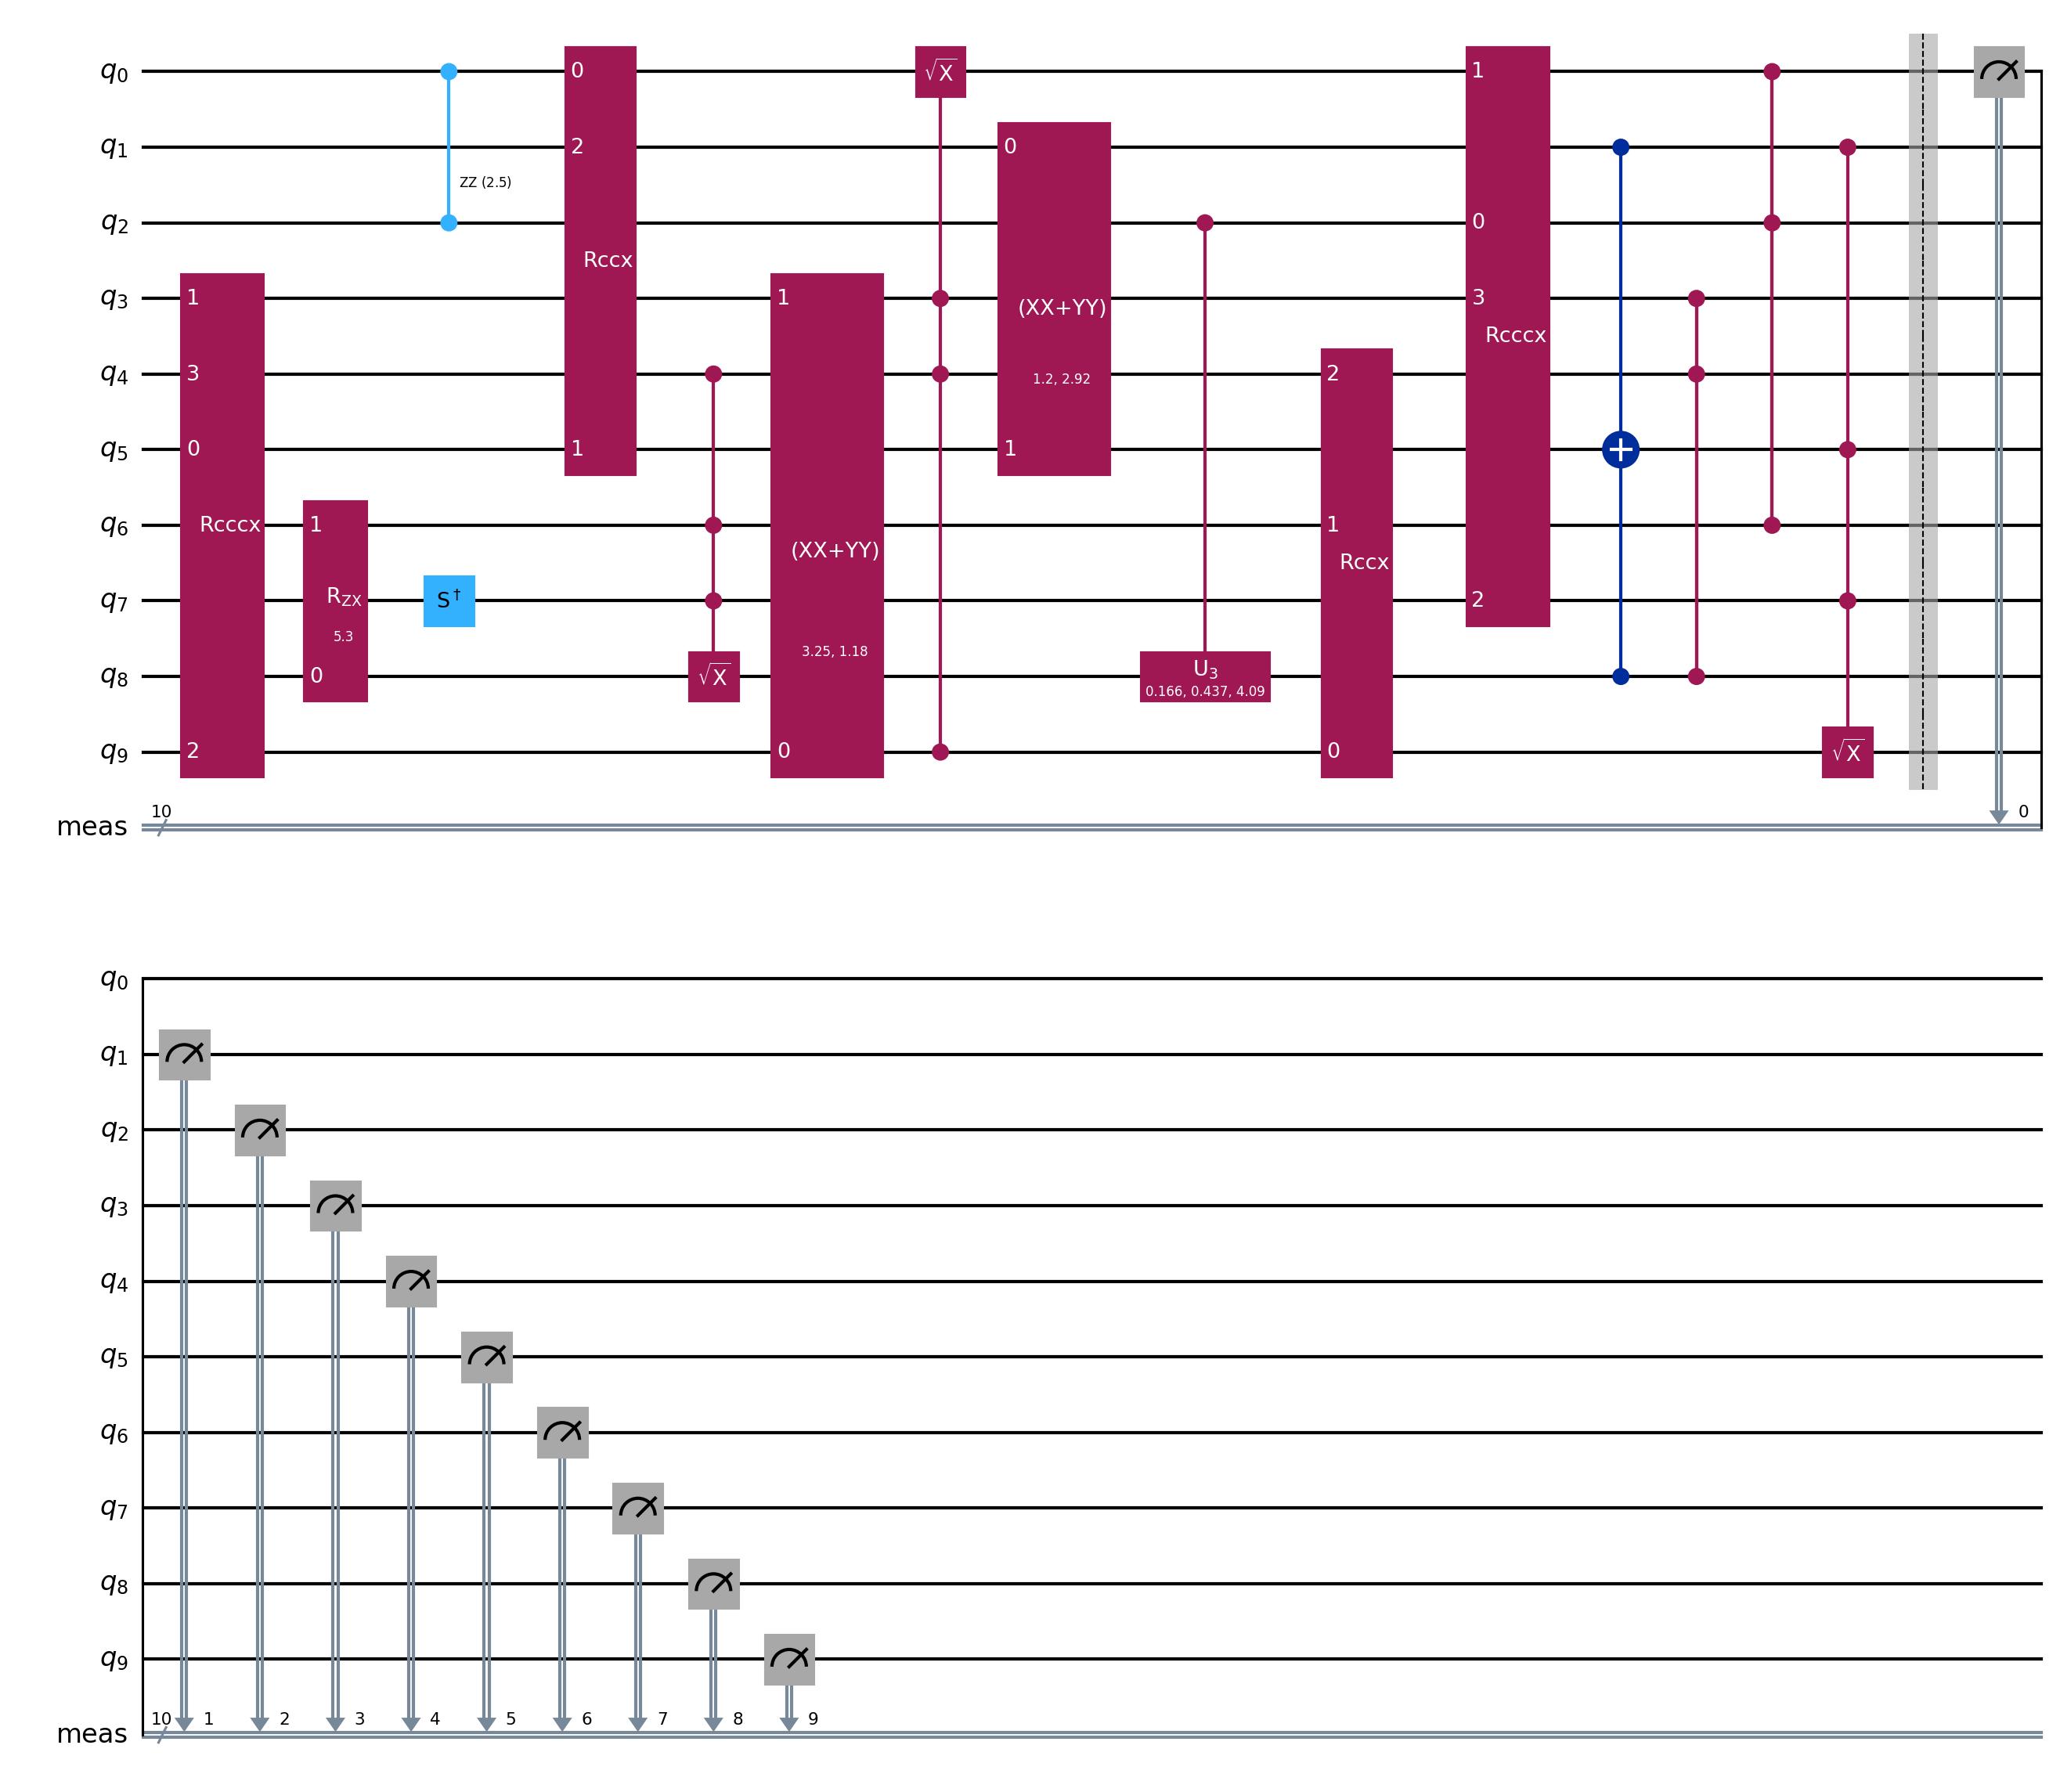 q0 0 √X 1
q1 2 0
ZZ (2.5)
q2 0
Rccx
q3 1 1 (XX+YY) 3
Rcccx
q4 3 1.2, 2.92 2
q5 0 1 1
q6 Rcccx 1 (XX+YY) 1
Rccx
q7 RZX S† 2
5.3 3.25, 1.18
q8 0 √X U3
0.166, 0.437, 4.09
q9 2 0 0 √X
10 0
meas
q0
q1
q2
q3
q4
q5
q6
q7
q8
q9
10 1 2 3 4 5 6 7 8 9
meas